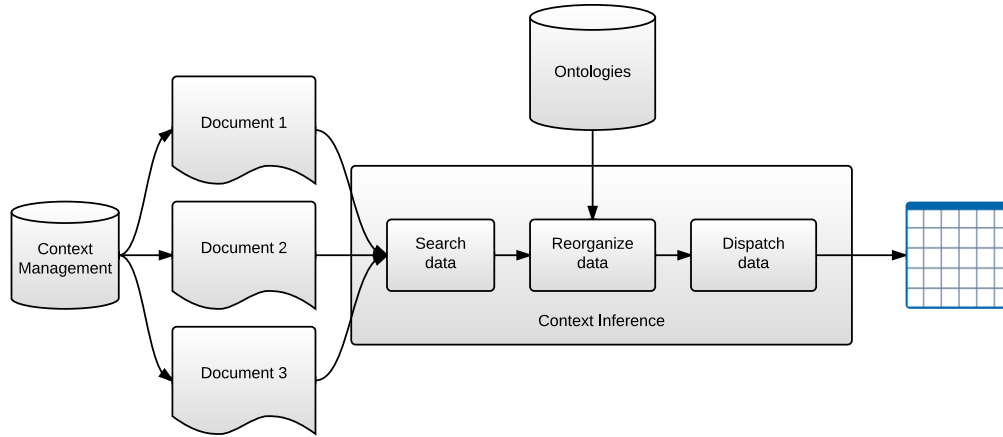 Ontologies
Document 1
Context
Management
Document 2
Search
data
Reorganize
data
Dispatch
data
Context Inference
Document 3